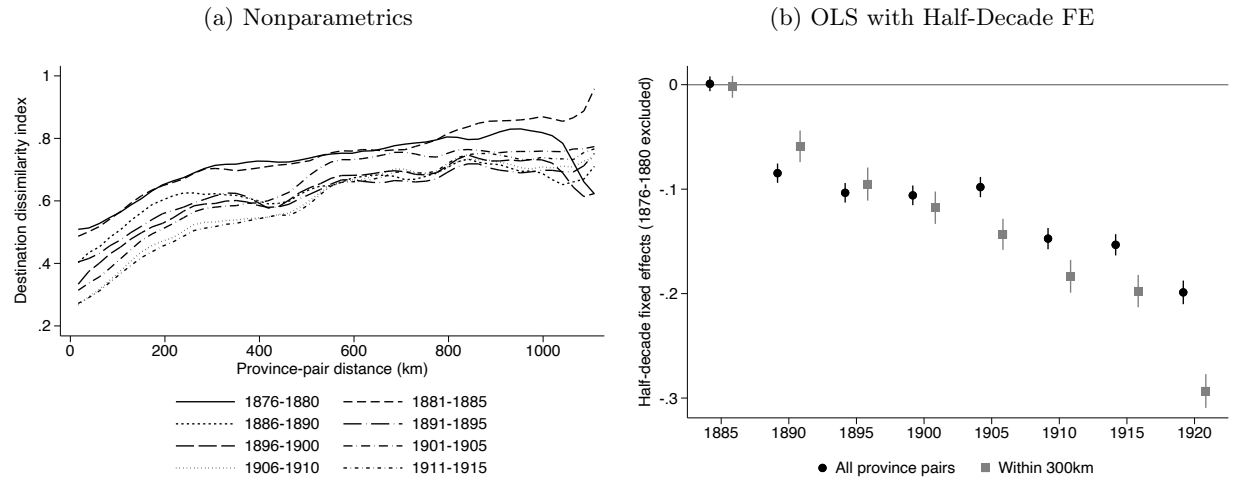 (a) Nonparametrics
Destination dissimilarity index
1
.8
.6
.4
.2
0 200 400 600 800 1000
Province-pair distance (km)
1876-1880 1881-1885
1886-1890 1891-1895
1896-1900 1901-1905
1906-1910 1911-1915
(b) OLS with Half-Decade FE
Half-decade fixed effects (1876-1880 excluded)
0
-.1
-.2
-.3
1885 1890 1895 1900 1905 1910 1915 1920
All province pairs Within 300km